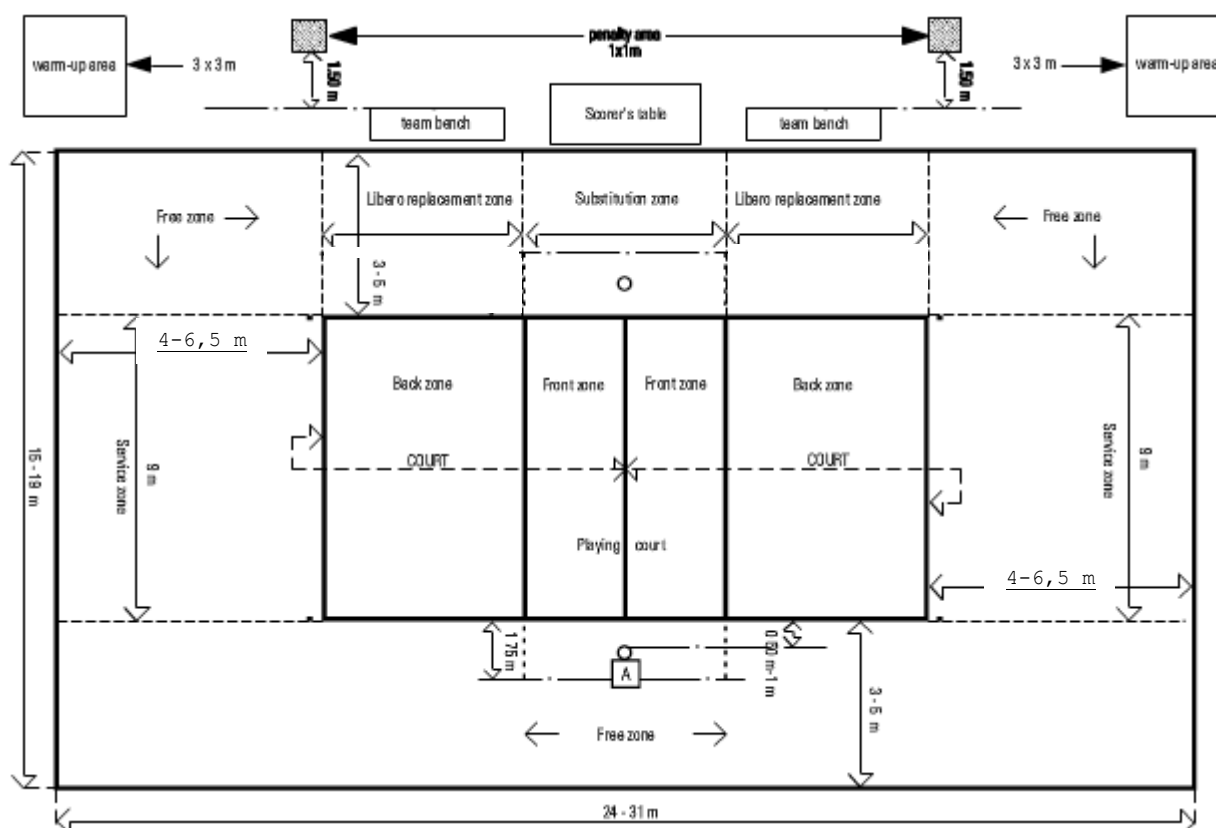 penalty area
1x1m
warm-up area
3 x 3 m
1.50 m
1.50 m
3 x 3 m
warm-up area
team bench
Scorer's table
team bench
Libero replacement zone
Substitution zone
Libero replacement zone
Free zone
Free zone
3 - 5 m
4-6,5 m
Back zone
Front zone
Front zone
Back zone
15 - 19 m
Service zone
9 m
COURT
COURT
Service zone
9 m
Playing court
4-6,5 m
1.75 m
0.50 m-1 m
A
3 - 5 m
Free zone
24 - 31 m